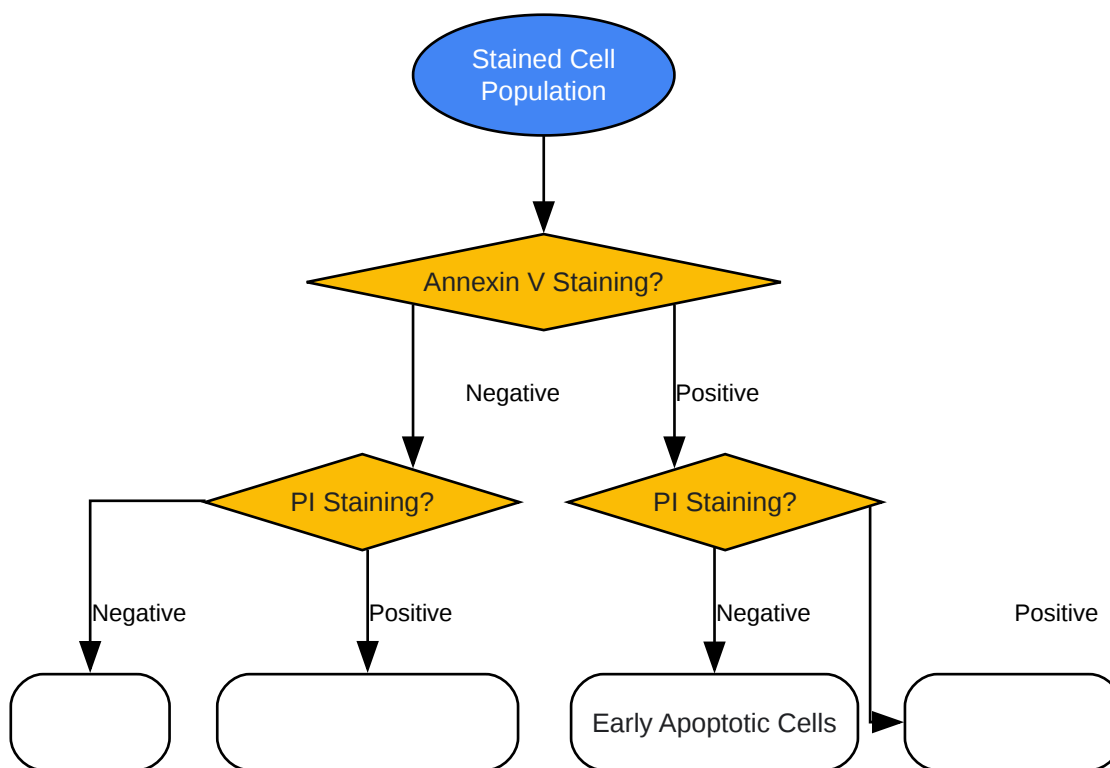 Stained Cell
Population
Annexin V Staining?
Negative
Positive
PI Staining?
PI Staining?
Negative
Positive
Negative
Positive
Early Apoptotic Cells